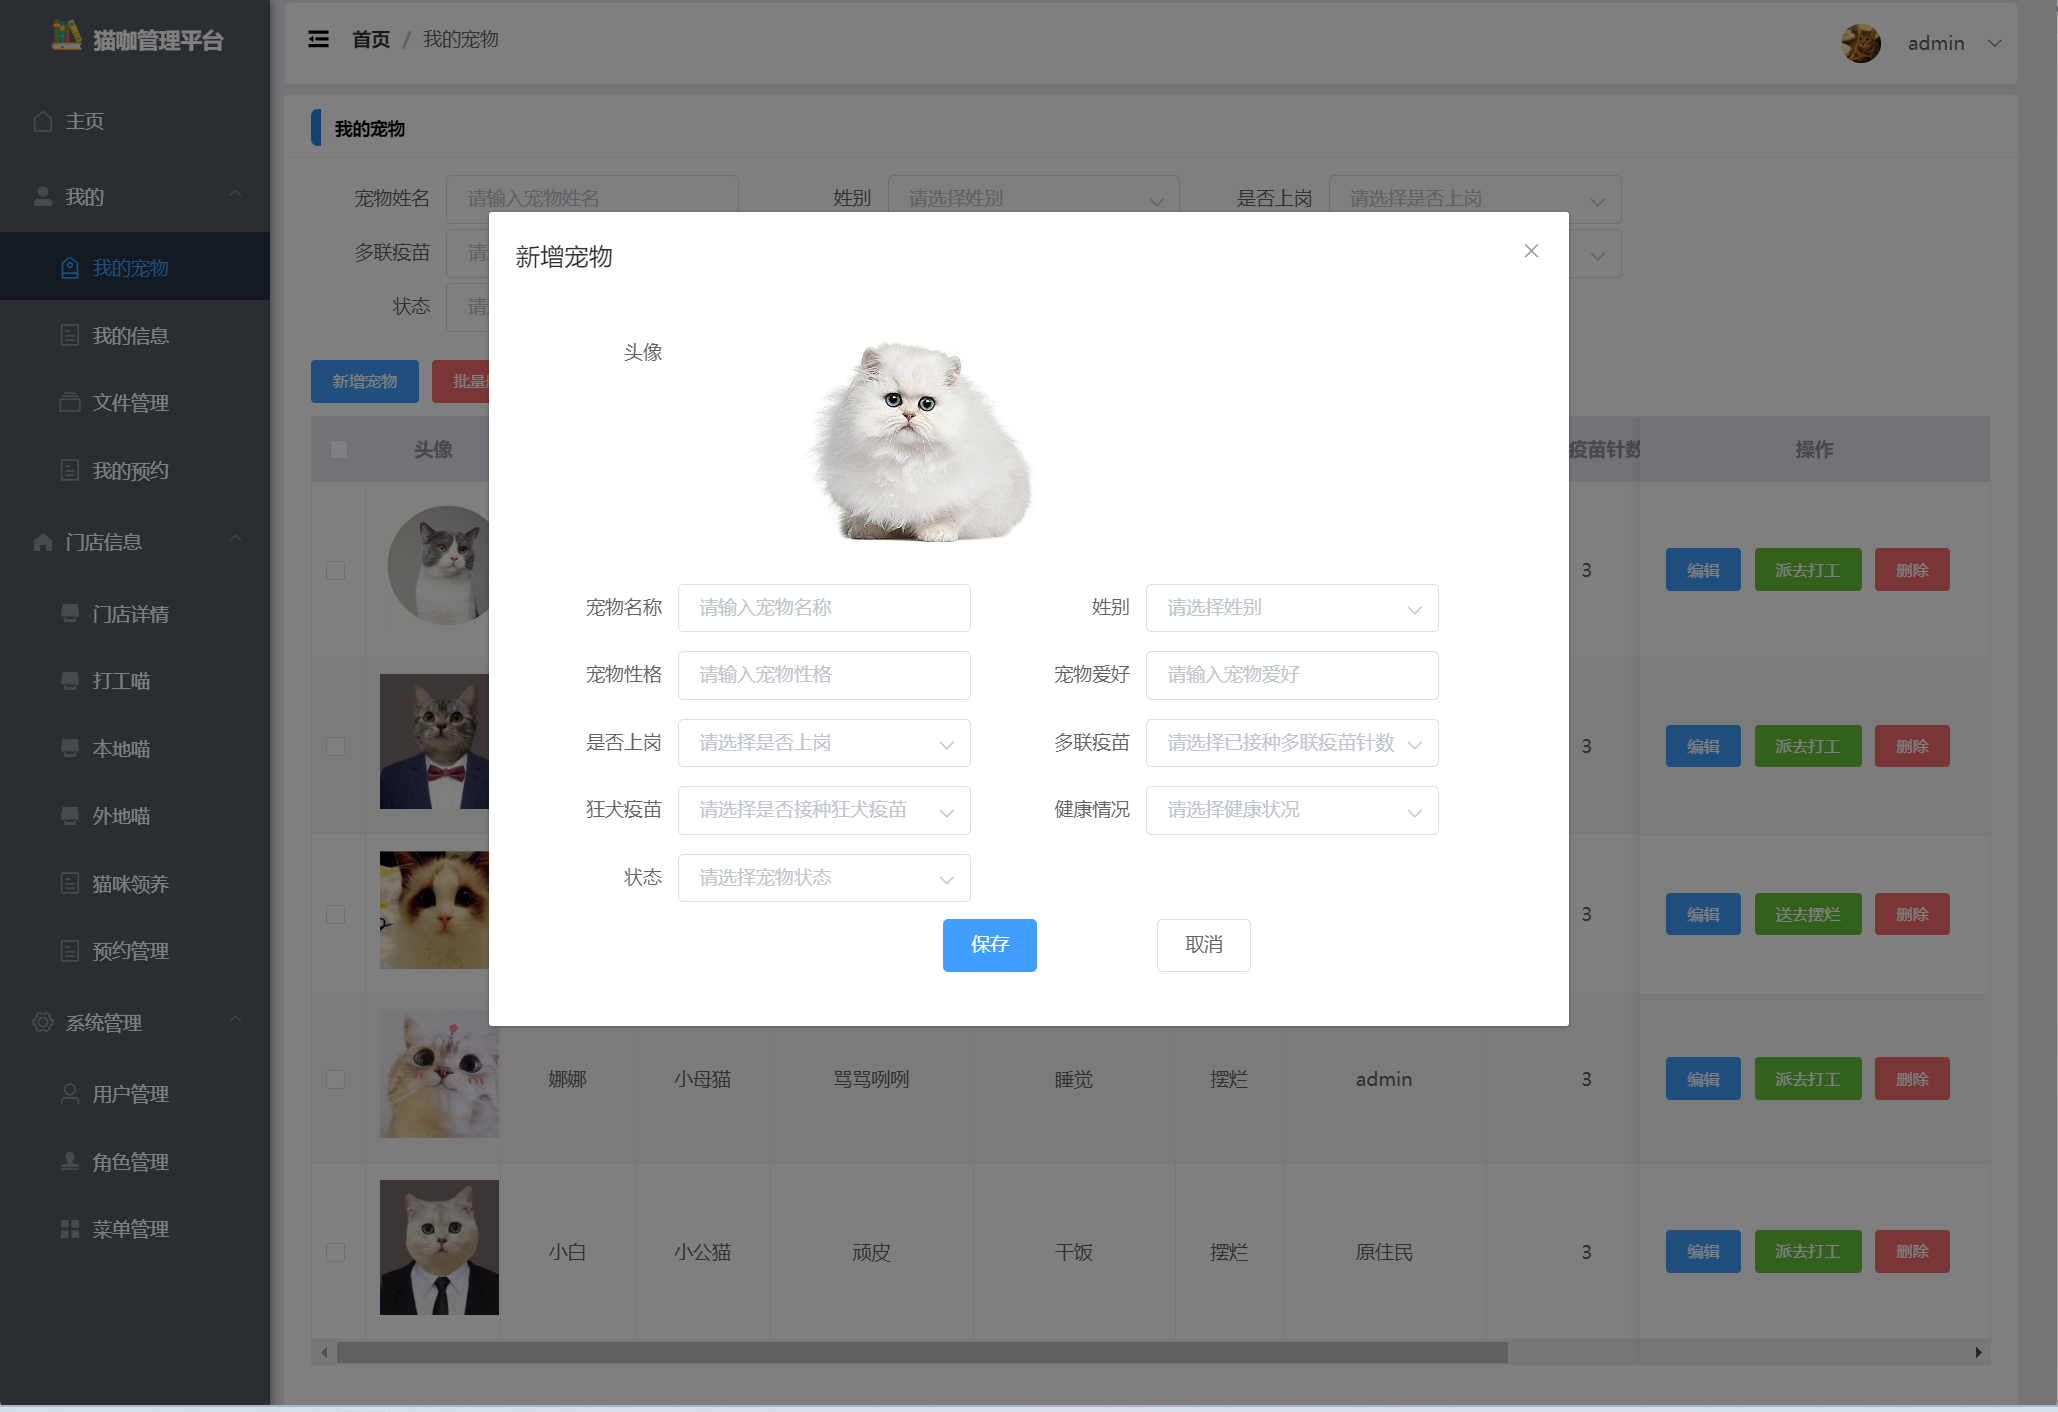 猫咖管理平台
首页 / 我的宠物
admin
主页
我的
我的宠物
我的信息
文件管理
我的预约
门店信息
门店详情
打工喵
本地喵
外地喵
猫咪领养
预约管理
系统管理
用户管理
角色管理
菜单管理
我的宠物
宠物姓名 请输入宠物姓名 姓别 请选择姓别 是否上岗 请选择是否上岗
多联疫苗 请
状态 请
新增宠物 批量
头像 疫苗针数 操作
3 编辑 派去打工 删除
3 编辑 派去打工 删除
3 编辑 送去摆烂 删除
娜娜 小母猫 骂骂咧咧 睡觉 摆烂 admin 3 编辑 派去打工 删除
小白 小公猫 顽皮 干饭 摆烂 原住民 3 编辑 派去打工 删除
新增宠物
头像
宠物名称 请输入宠物名称 姓别 请选择姓别
宠物性格 请输入宠物性格 宠物爱好 请输入宠物爱好
是否上岗 请选择是否上岗 多联疫苗 请选择已接种多联疫苗针数
狂犬疫苗 请选择是否接种狂犬疫苗 健康情况 请选择健康状况
状态 请选择宠物状态
保存 取消